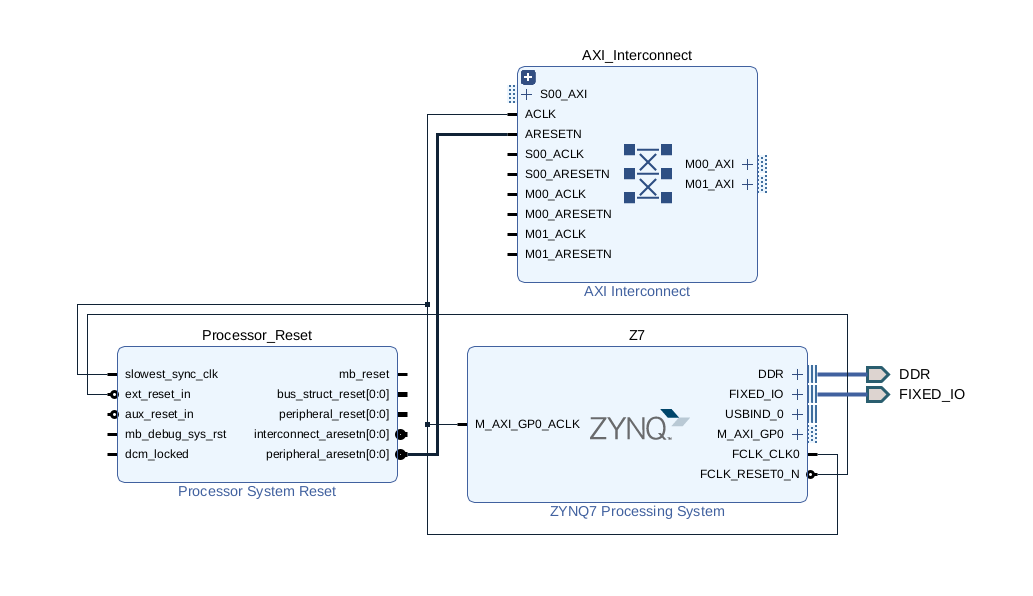 AXI_Interconnect
S00_AXI
ACLK
ARESETN
S00_ACLK
S00_ARESETN
M00_ACLK
M00_ARESETN
M01_ACLK
M01_ARESETN
M00_AXI
M01_AXI
AXI Interconnect
Processor_Reset
slowest_sync_clk
ext_reset_in
aux_reset_in
mb_debug_sys_rst
dcm_locked
mb_reset
bus_struct_reset[0:0]
peripheral_reset[0:0]
interconnect_aresetn[0:0]
peripheral_aresetn[0:0]
Processor System Reset
Z7
M_AXI_GP0_ACLK
ZYNQ
DDR
FIXED_IO
USBIND_0
M_AXI_GP0
FCLK_CLK0
FCLK_RESET0_N
ZYNQ7 Processing System
DDR
FIXED_IO